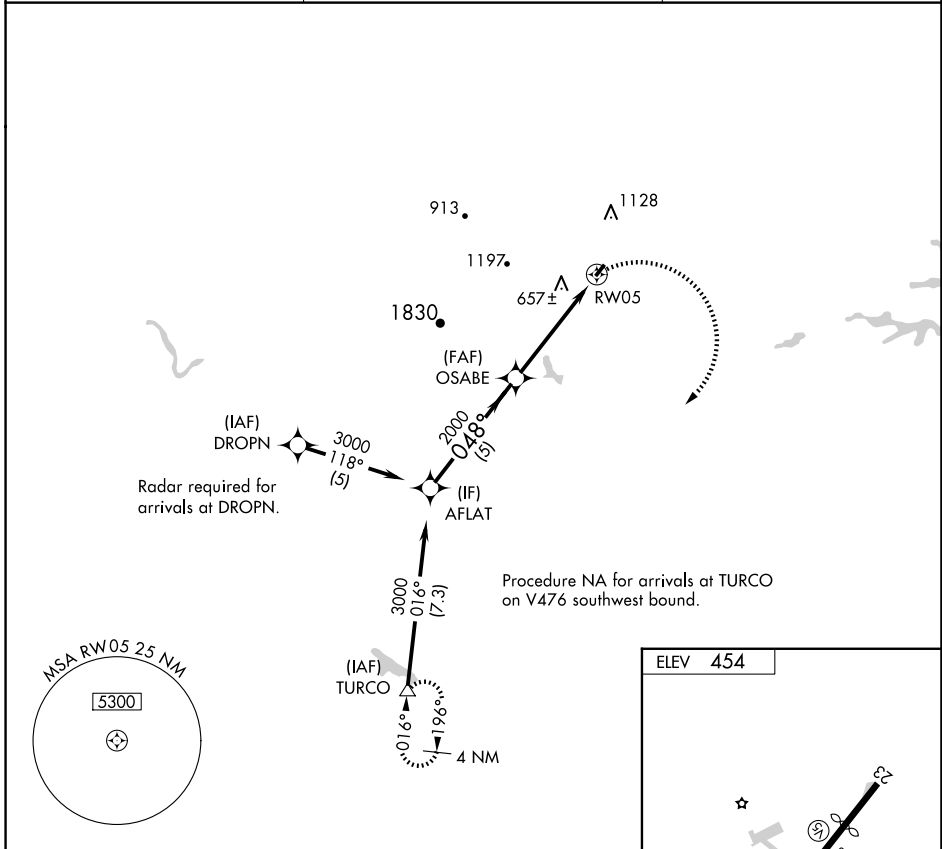 913
1128
1197
657±
RW05
1830
(FAF)
OSABE
(IAF)
DROPN
3000
118°
(5)
2000
048°
(5)
Radar required for
arrivals at DROPN.
(IF)
AFLAT
3000
016°
(7.3)
Procedure NA for arrivals at TURCO
on V476 southwest bound.
MSA RW05 25 NM
5300
(IAF)
TURCO
016°
196°
4 NM
ELEV 454
23